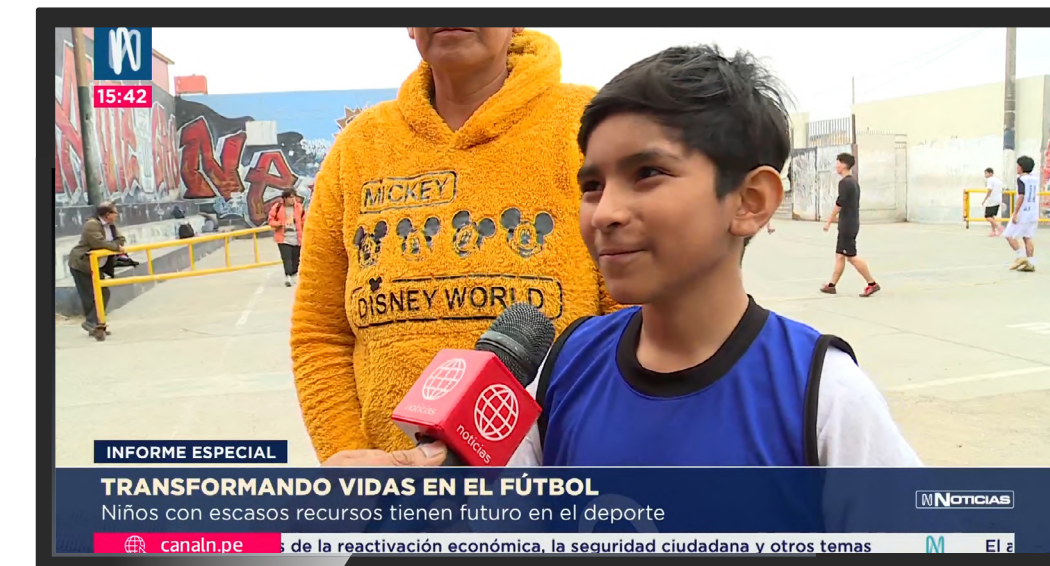 N
15:42
MICKEY
DISNEY WORLD
noticias
noticias
INFORME ESPECIAL
TRANSFORMANDO VIDAS EN EL FÚTBOL
Niños con escasos recursos tienen futuro en el deporte
N NOTICIAS
canaln.pe
s de la reactivación económica, la seguridad ciudadana y otros temas
N
El a